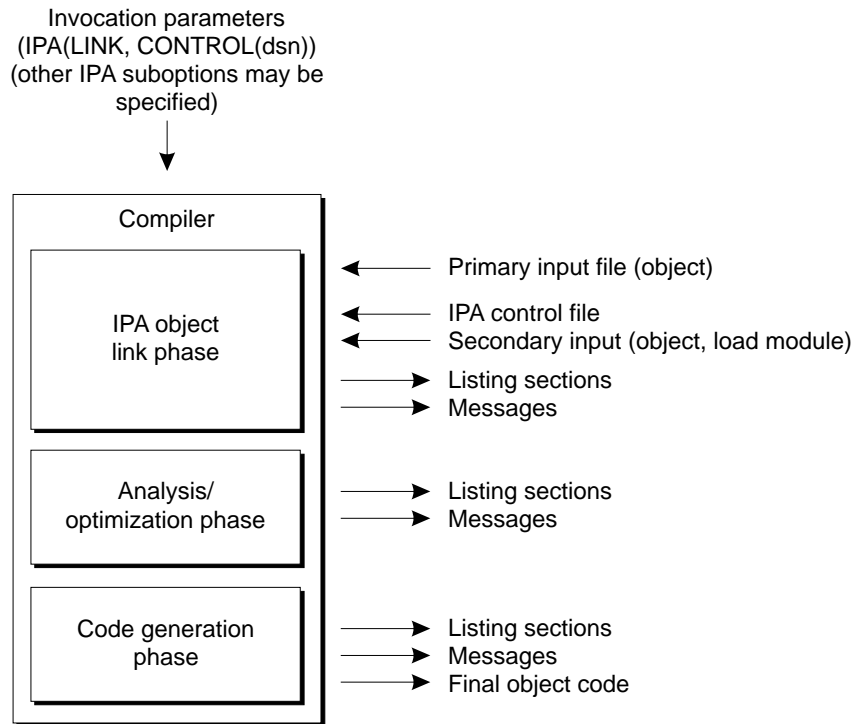 Invocation parameters
(IPA(LINK, CONTROL(dsn))
(other IPA suboptions may be
specified)
Compiler
IPA object
link phase
Primary input file (object)
IPA control file
Secondary input (object, load module)
Listing sections
Messages
Analysis/
optimization phase
Listing sections
Messages
Code generation
phase
Listing sections
Messages
Final object code